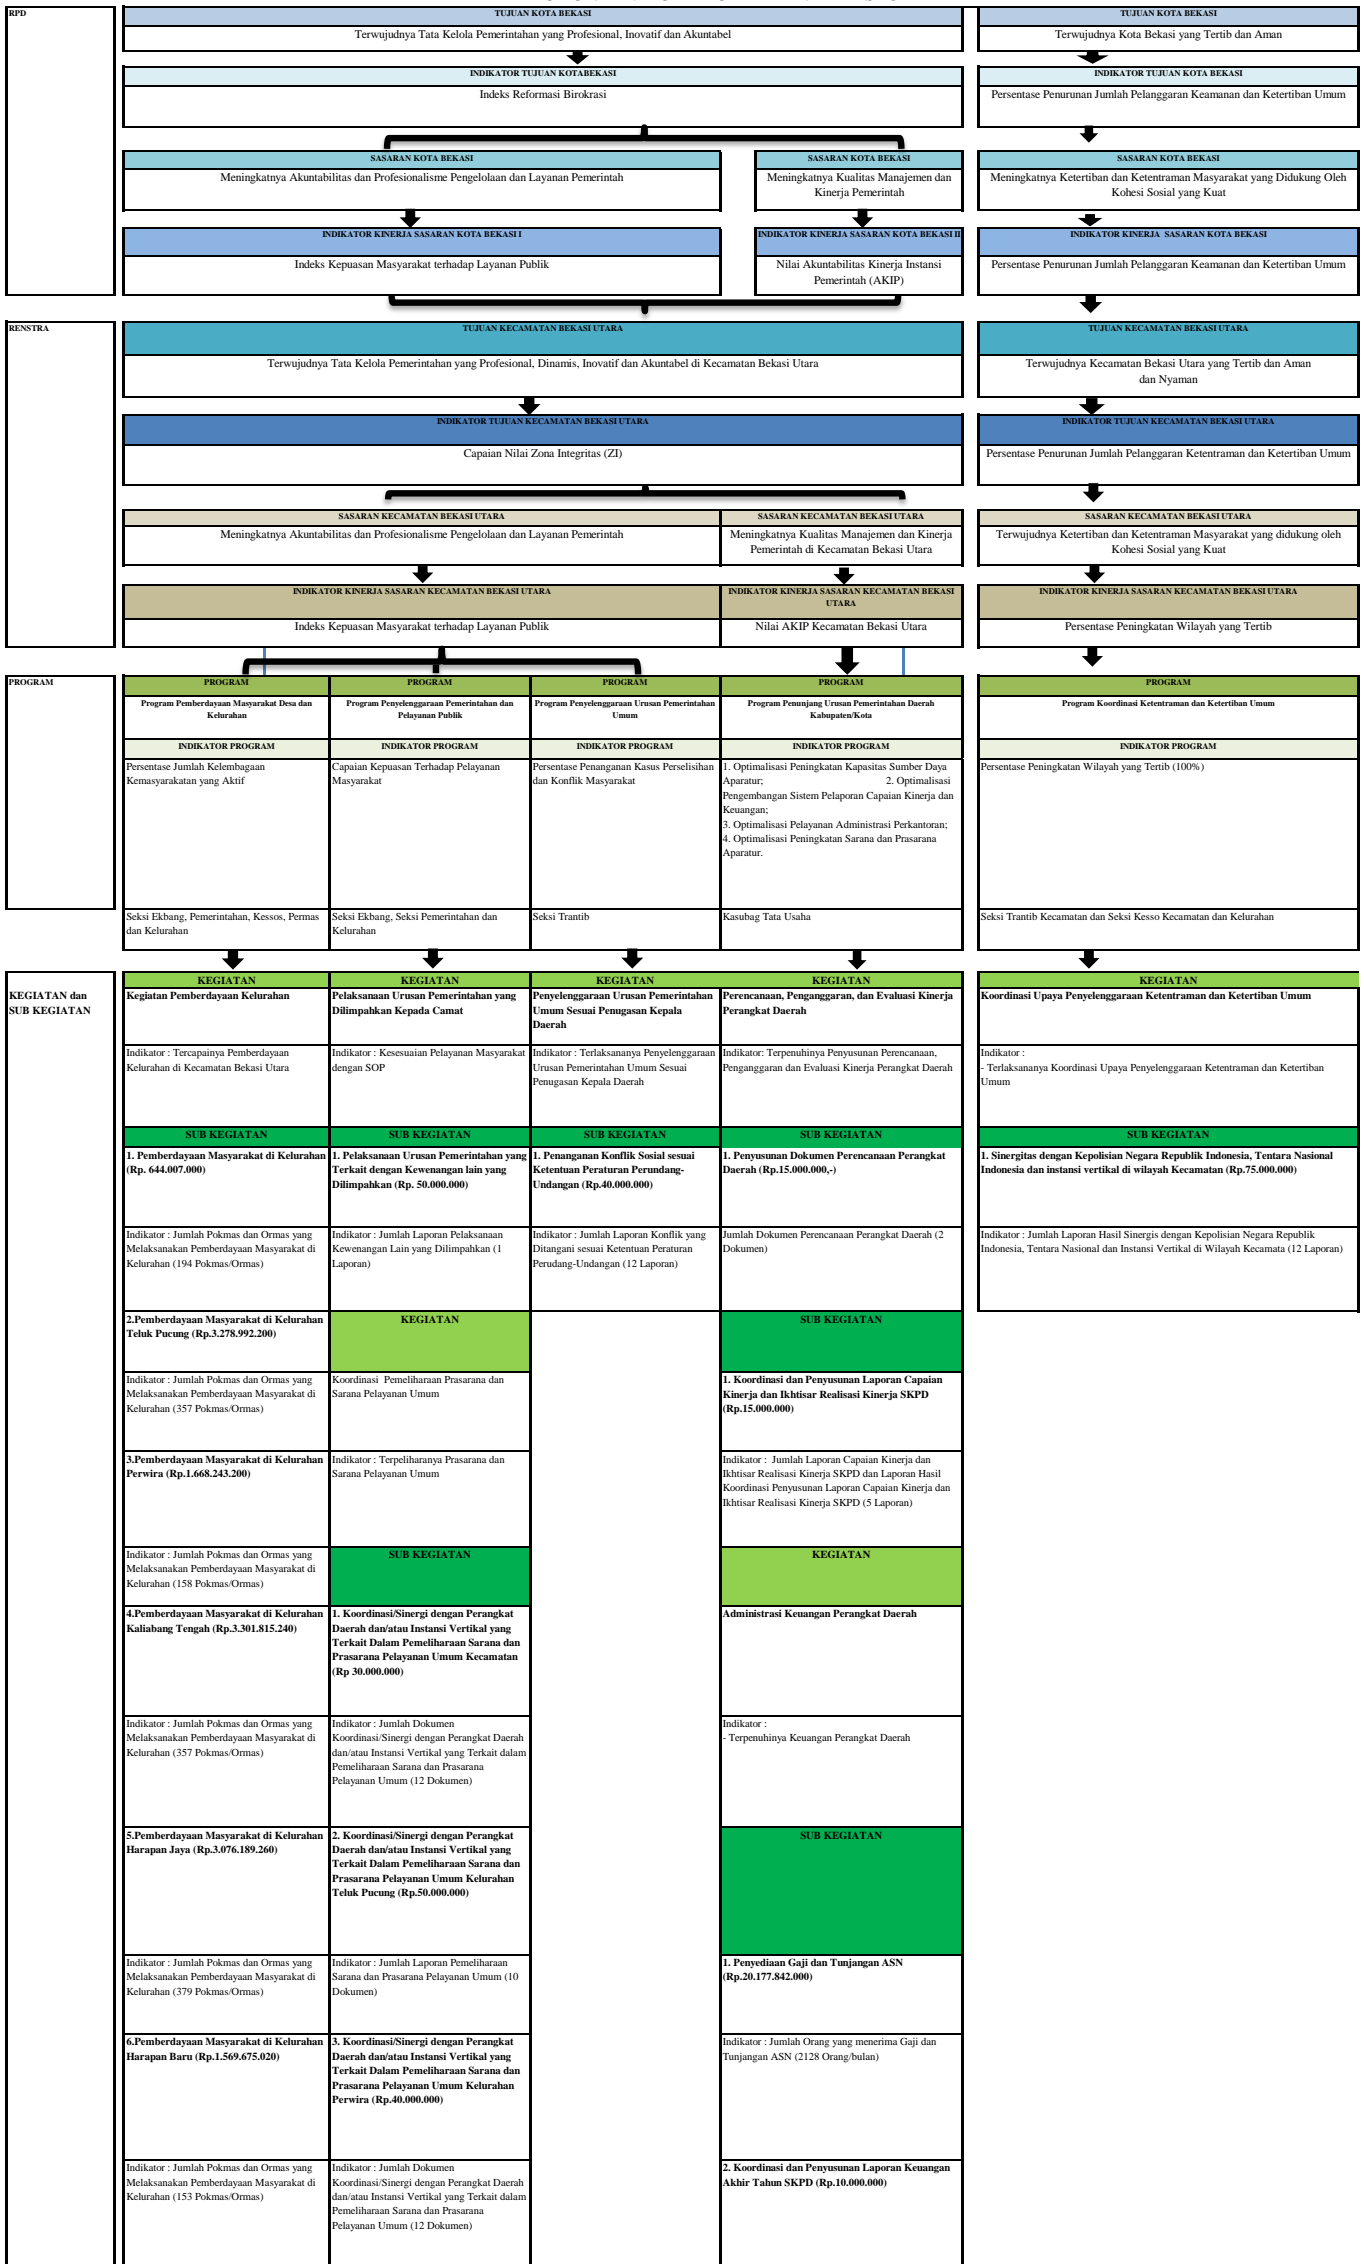 RPD
TUJUAN KOTA BEKASI
Terwujudnya Tata Kelola Pemerintahan yang Profesional, Inovatif dan Akuntabel
INDIKATOR TUJUAN KOTABEKASI
Indeks Reformasi Birokrasi
SASARAN KOTA BEKASI
Meningkatnya Akuntabilitas dan Profesionalisme Pengelolaan dan Layanan Pemerintah
INDIKATOR KINERJA SASARAN KOTA BEKASI I
Indeks Kepuasan Masyarakat terhadap Layanan Publik
SASARAN KOTA BEKASI
Meningkatnya Kualitas Manajemen dan
Kinerja Pemerintah
INDIKATOR KINERJA SASARAN KOTA BEKASI II
Nilai Akuntabilitas Kinerja Instansi
Pemerintah (AKIP)
TUJUAN KOTA BEKASI
Terwujudnya Kota Bekasi yang Tertib dan Aman
INDIKATOR TUJUAN KOTA BEKASI
Persentase Penurunan Jumlah Pelanggaran Keamanan dan Ketertiban Umum
SASARAN KOTA BEKASI
Meningkatnya Ketertiban dan Ketentraman Masyarakat yang Didukung Oleh
Kohesi Sosial yang Kuat
INDIKATOR KINERJA SASARAN KOTA BEKASI
Persentase Penurunan Jumlah Pelanggaran Keamanan dan Ketertiban Umum
RENSTRA
TUJUAN KECAMATAN BEKASI UTARA
Terwujudnya Tata Kelola Pemerintahan yang Profesional, Dinamis, Inovatif dan Akuntabel di Kecamatan Bekasi Utara
INDIKATOR TUJUAN KECAMATAN BEKASI UTARA
Capaian Nilai Zona Integritas (ZI)
SASARAN KECAMATAN BEKASI UTARA
Meningkatnya Akuntabilitas dan Profesionalisme Pengelolaan dan Layanan Pemerintah
INDIKATOR KINERJA SASARAN KECAMATAN BEKASI UTARA
Indeks Kepuasan Masyarakat terhadap Layanan Publik
SASARAN KECAMATAN BEKASI UTARA
Meningkatnya Kualitas Manajemen dan Kinerja
Pemerintah di Kecamatan Bekasi Utara
INDIKATOR KINERJA SASARAN KECAMATAN BEKASI
UTARA
Nilai AKIP Kecamatan Bekasi Utara
TUJUAN KECAMATAN BEKASI UTARA
Terwujudnya Kecamatan Bekasi Utara yang Tertib dan Aman
dan Nyaman
INDIKATOR TUJUAN KECAMATAN BEKASI UTARA
Persentase Penurunan Jumlah Pelanggaran Ketentraman dan Ketertiban Umum
SASARAN KECAMATAN BEKASI UTARA
Terwujudnya Ketertiban dan Ketentraman Masyarakat yang didukung oleh
Kohesi Sosial yang Kuat
INDIKATOR KINERJA SASARAN KECAMATAN BEKASI UTARA
Persentase Peningkatan Wilayah yang Tertib
PROGRAM
PROGRAM
Program Pemberdayaan Masyarakat Desa dan
Kelurahan
INDIKATOR PROGRAM
Persentase Jumlah Kelembagaan
Kemasyarakatan yang Aktif
Seksi Ekbang, Pemerintahan, Kessos, Permas
dan Kelurahan
PROGRAM
Program Penyelenggaraan Pemerintahan dan
Pelayanan Publik
INDIKATOR PROGRAM
Capaian Kepuasan Terhadap Pelayanan
Masyarakat
Seksi Ekbang, Seksi Pemerintahan dan
Kelurahan
PROGRAM
Program Penyelenggaraan Urusan Pemerintahan
Umum
INDIKATOR PROGRAM
Persentase Penanganan Kasus Perselisihan
dan Konflik Masyarakat
Seksi Trantib
PROGRAM
Program Penunjang Urusan Pemerintahan Daerah
Kabupaten/Kota
INDIKATOR PROGRAM
1. Optimalisasi Peningkatan Kapasitas Sumber Daya
Aparatur; 2. Optimalisasi
Pengembangan Sistem Pelaporan Capaian Kinerja dan
Keuangan;
3. Optimalisasi Pelayanan Administrasi Perkantoran;
4. Optimalisasi Peningkatan Sarana dan Prasarana
Aparatur.
Kasubag Tata Usaha
PROGRAM
Program Koordinasi Ketentraman dan Ketertiban Umum
INDIKATOR PROGRAM
Persentase Peningkatan Wilayah yang Tertib (100%)
Seksi Trantib Kecamatan dan Seksi Kesso Kecamatan dan Kelurahan
KEGIATAN dan
SUB KEGIATAN
KEGIATAN
Kegiatan Pemberdayaan Kelurahan
Indikator : Tercapainya Pemberdayaan
Kelurahan di Kecamatan Bekasi Utara
SUB KEGIATAN
1. Pemberdayaan Masyarakat di Kelurahan
(Rp. 644.007.000)
Indikator : Jumlah Pokmas dan Ormas yang
Melaksanakan Pemberdayaan Masyarakat di
Kelurahan (194 Pokmas/Ormas)
2.Pemberdayaan Masyarakat di Kelurahan
Teluk Pucung (Rp.3.278.992.200)
Indikator : Jumlah Pokmas dan Ormas yang
Melaksanakan Pemberdayaan Masyarakat di
Kelurahan (357 Pokmas/Ormas)
3.Pemberdayaan Masyarakat di Kelurahan
Perwira (Rp.1.668.243.200)
Indikator : Jumlah Pokmas dan Ormas yang
Melaksanakan Pemberdayaan Masyarakat di
Kelurahan (158 Pokmas/Ormas)
4.Pemberdayaan Masyarakat di Kelurahan
Kaliabang Tengah (Rp.3.301.815.240)
Indikator : Jumlah Pokmas dan Ormas yang
Melaksanakan Pemberdayaan Masyarakat di
Kelurahan (357 Pokmas/Ormas)
5.Pemberdayaan Masyarakat di Kelurahan
Harapan Jaya (Rp.3.076.189.260)
Indikator : Jumlah Pokmas dan Ormas yang
Melaksanakan Pemberdayaan Masyarakat di
Kelurahan (379 Pokmas/Ormas)
6.Pemberdayaan Masyarakat di Kelurahan
Harapan Baru (Rp.1.569.675.020)
Indikator : Jumlah Pokmas dan Ormas yang
Melaksanakan Pemberdayaan Masyarakat di
Kelurahan (153 Pokmas/Ormas)
KEGIATAN
Pelaksanaan Urusan Pemerintahan yang
Dilimpahkan Kepada Camat
Indikator : Kesesuaian Pelayanan Masyarakat
dengan SOP
SUB KEGIATAN
1. Pelaksanaan Urusan Pemerintahan yang
Terkait dengan Kewenangan lain yang
Dilimpahkan (Rp. 50.000.000)
Indikator : Jumlah Laporan Pelaksanaan
Kewenangan Lain yang Dilimpahkan (1
Laporan)
KEGIATAN
Koordinasi Pemeliharaan Prasarana dan
Sarana Pelayanan Umum
Indikator : Terpeliharanya Prasarana dan
Sarana Pelayanan Umum
SUB KEGIATAN
1. Koordinasi/Sinergi dengan Perangkat
Daerah dan/atau Instansi Vertikal yang
Terkait Dalam Pemeliharaan Sarana dan
Prasarana Pelayanan Umum Kecamatan
(Rp 30.000.000)
Indikator : Jumlah Dokumen
Koordinasi/Sinergi dengan Perangkat Daerah
dan/atau Instansi Vertikal yang Terkait dalam
Pemeliharaan Sarana dan Prasarana
Pelayanan Umum (12 Dokumen)
2. Koordinasi/Sinergi dengan Perangkat
Daerah dan/atau Instansi Vertikal yang
Terkait Dalam Pemeliharaan Sarana dan
Prasarana Pelayanan Umum Kelurahan
Teluk Pucung (Rp.50.000.000)
Indikator : Jumlah Laporan Pemeliharaan
Sarana dan Prasarana Pelayanan Umum (10
Dokumen)
3. Koordinasi/Sinergi dengan Perangkat
Daerah dan/atau Instansi Vertikal yang
Terkait Dalam Pemeliharaan Sarana dan
Prasarana Pelayanan Umum Kelurahan
Perwira (Rp.40.000.000)
Indikator : Jumlah Dokumen
Koordinasi/Sinergi dengan Perangkat Daerah
dan/atau Instansi Vertikal yang Terkait dalam
Pemeliharaan Sarana dan Prasarana
Pelayanan Umum (12 Dokumen)
KEGIATAN
Penyelenggaraan Urusan Pemerintahan
Umum Sesuai Penugasan Kepala
Daerah
Indikator : Terlaksananya Penyelenggaraan
Urusan Pemerintahan Umum Sesuai
Penugasan Kepala Daerah
SUB KEGIATAN
1. Penanganan Konflik Sosial sesuai
Ketentuan Peraturan Perundang-
Undangan (Rp.40.000.000)
Indikator : Jumlah Laporan Konflik yang
Ditangani sesuai Ketentuan Peraturan
Perudang-Undangan (12 Laporan)
KEGIATAN
Perencanaan, Penganggaran, dan Evaluasi Kinerja
Perangkat Daerah
Indikator: Terpenuhinya Penyusunan Perencanaan,
Penganggaran dan Evaluasi Kinerja Perangkat Daerah
SUB KEGIATAN
1. Penyusunan Dokumen Perencanaan Perangkat
Daerah (Rp.15.000.000,-)
Jumlah Dokumen Perencanaan Perangkat Daerah (2
Dokumen)
SUB KEGIATAN
1. Koordinasi dan Penyusunan Laporan Capaian
Kinerja dan Ikhtisar Realisasi Kinerja SKPD
(Rp.15.000.000)
Indikator : Jumlah Laporan Capaian Kinerja dan
Ikhtisar Realisasi Kinerja SKPD dan Laporan Hasil
Koordinasi Penyusunan Laporan Capaian Kinerja dan
Ikhtisar Realisasi Kinerja SKPD (5 Laporan)
KEGIATAN
Administrasi Keuangan Perangkat Daerah
Indikator :
- Terpenuhinya Keuangan Perangkat Daerah
SUB KEGIATAN
1. Penyediaan Gaji dan Tunjangan ASN
(Rp.20.177.842.000)
Indikator : Jumlah Orang yang menerima Gaji dan
Tunjangan ASN (2128 Orang/bulan)
2. Koordinasi dan Penyusunan Laporan Keuangan
Akhir Tahun SKPD (Rp.10.000.000)
KEGIATAN
Koordinasi Upaya Penyelenggaraan Ketentraman dan Ketertiban Umum
Indikator :
- Terlaksananya Koordinasi Upaya Penyelenggaraan Ketentraman dan Ketertiban
Umum
SUB KEGIATAN
1. Sinergitas dengan Kepolisian Negara Republik Indonesia, Tentara Nasional
Indonesia dan instansi vertikal di wilayah Kecamatan (Rp.75.000.000)
Indikator : Jumlah Laporan Hasil Sinergis dengan Kepolisian Negara Republik
Indonesia, Tentara Nasional dan Instansi Vertikal di Wilayah Kecamata (12 Laporan)